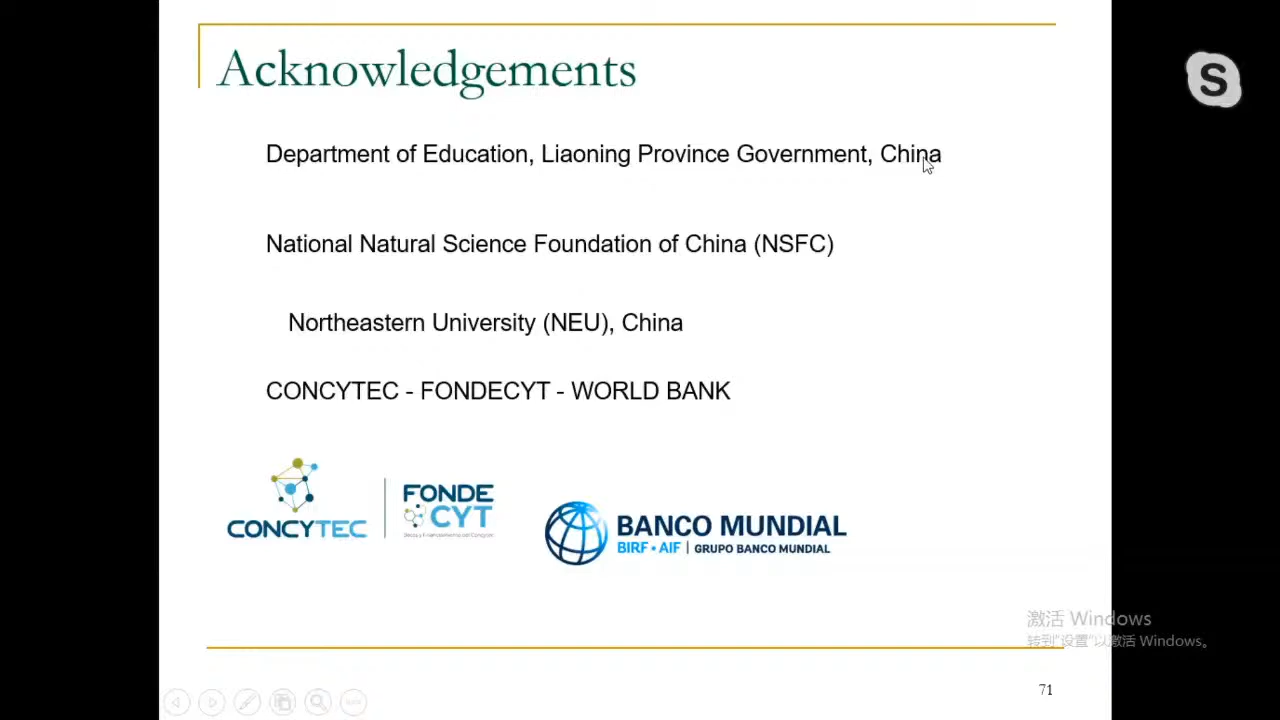 Acknowledgements
S
Department of Education, Liaoning Province Government, China
National Natural Science Foundation of China (NSFC)
Northeastern University (NEU), China
CONCYTEC - FONDECYT - WORLD BANK
CONCYTEC
FONDE
CYT
BANCO MUNDIAL
BIRF • AIF | GRUPO BANCO MUNDIAL
激活 Windows
转到"设置"以激活 Windows。
71